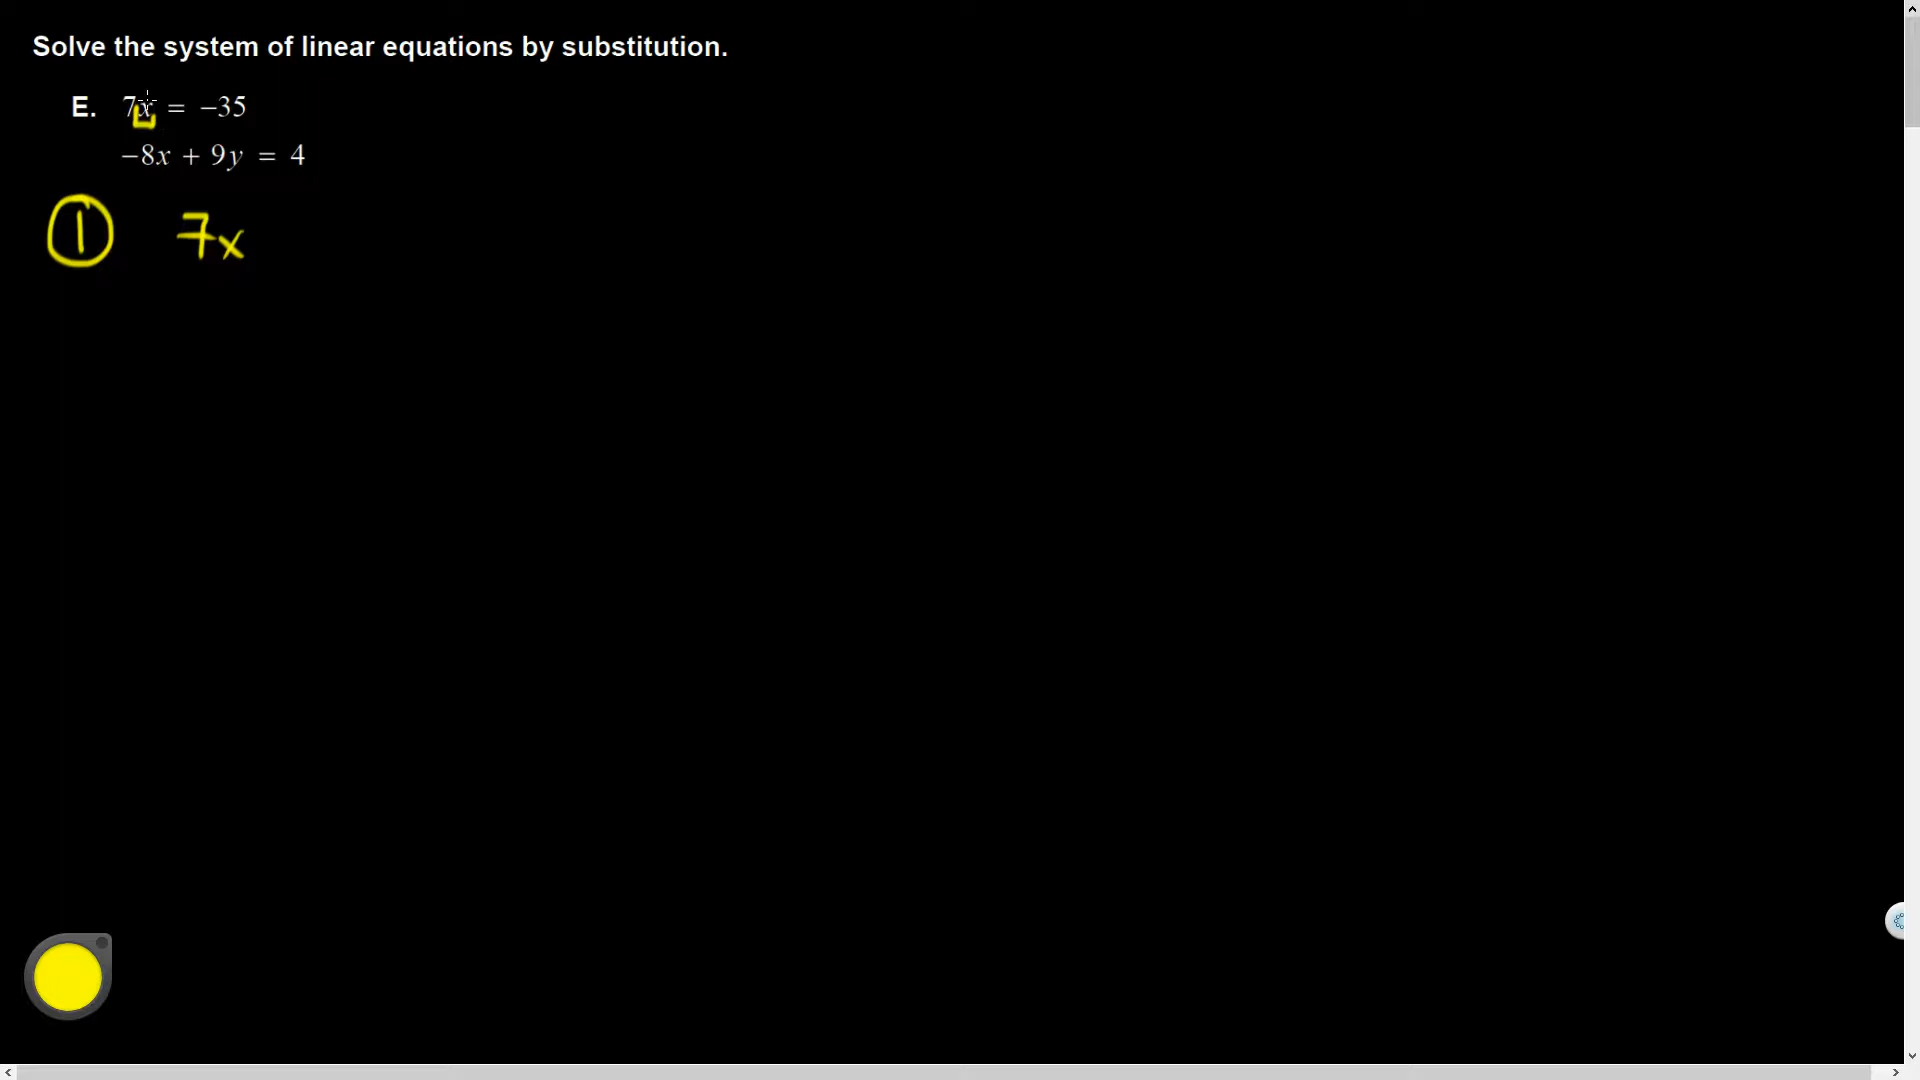 Solve the system of linear equations by substitution.
E. 7x = −35
−8x + 9y = 4
① 7x